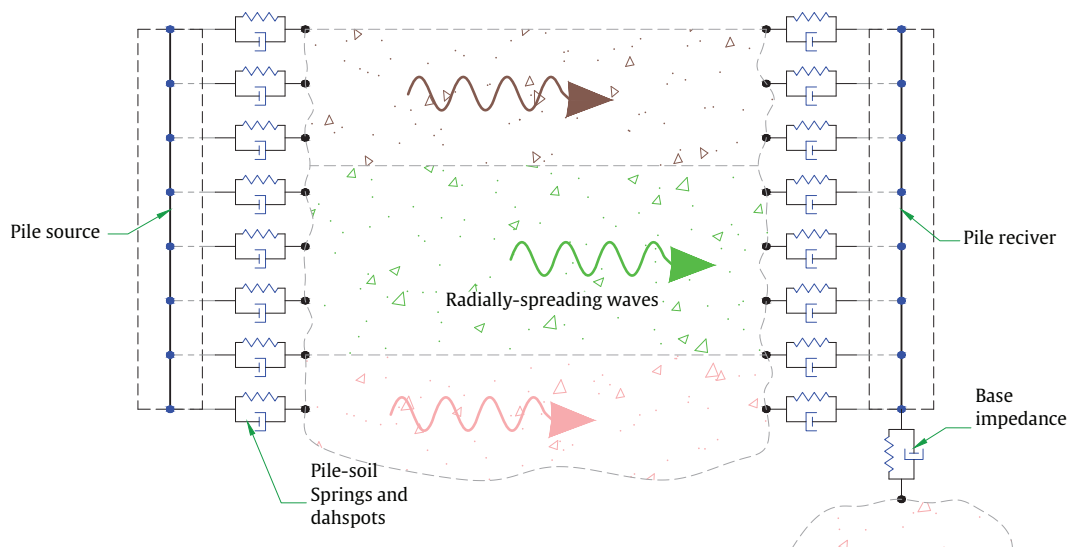 Pile source
Radially-spreading waves
Pile reciver
Base
impedance
Pile-soil
Springs and
dahspots